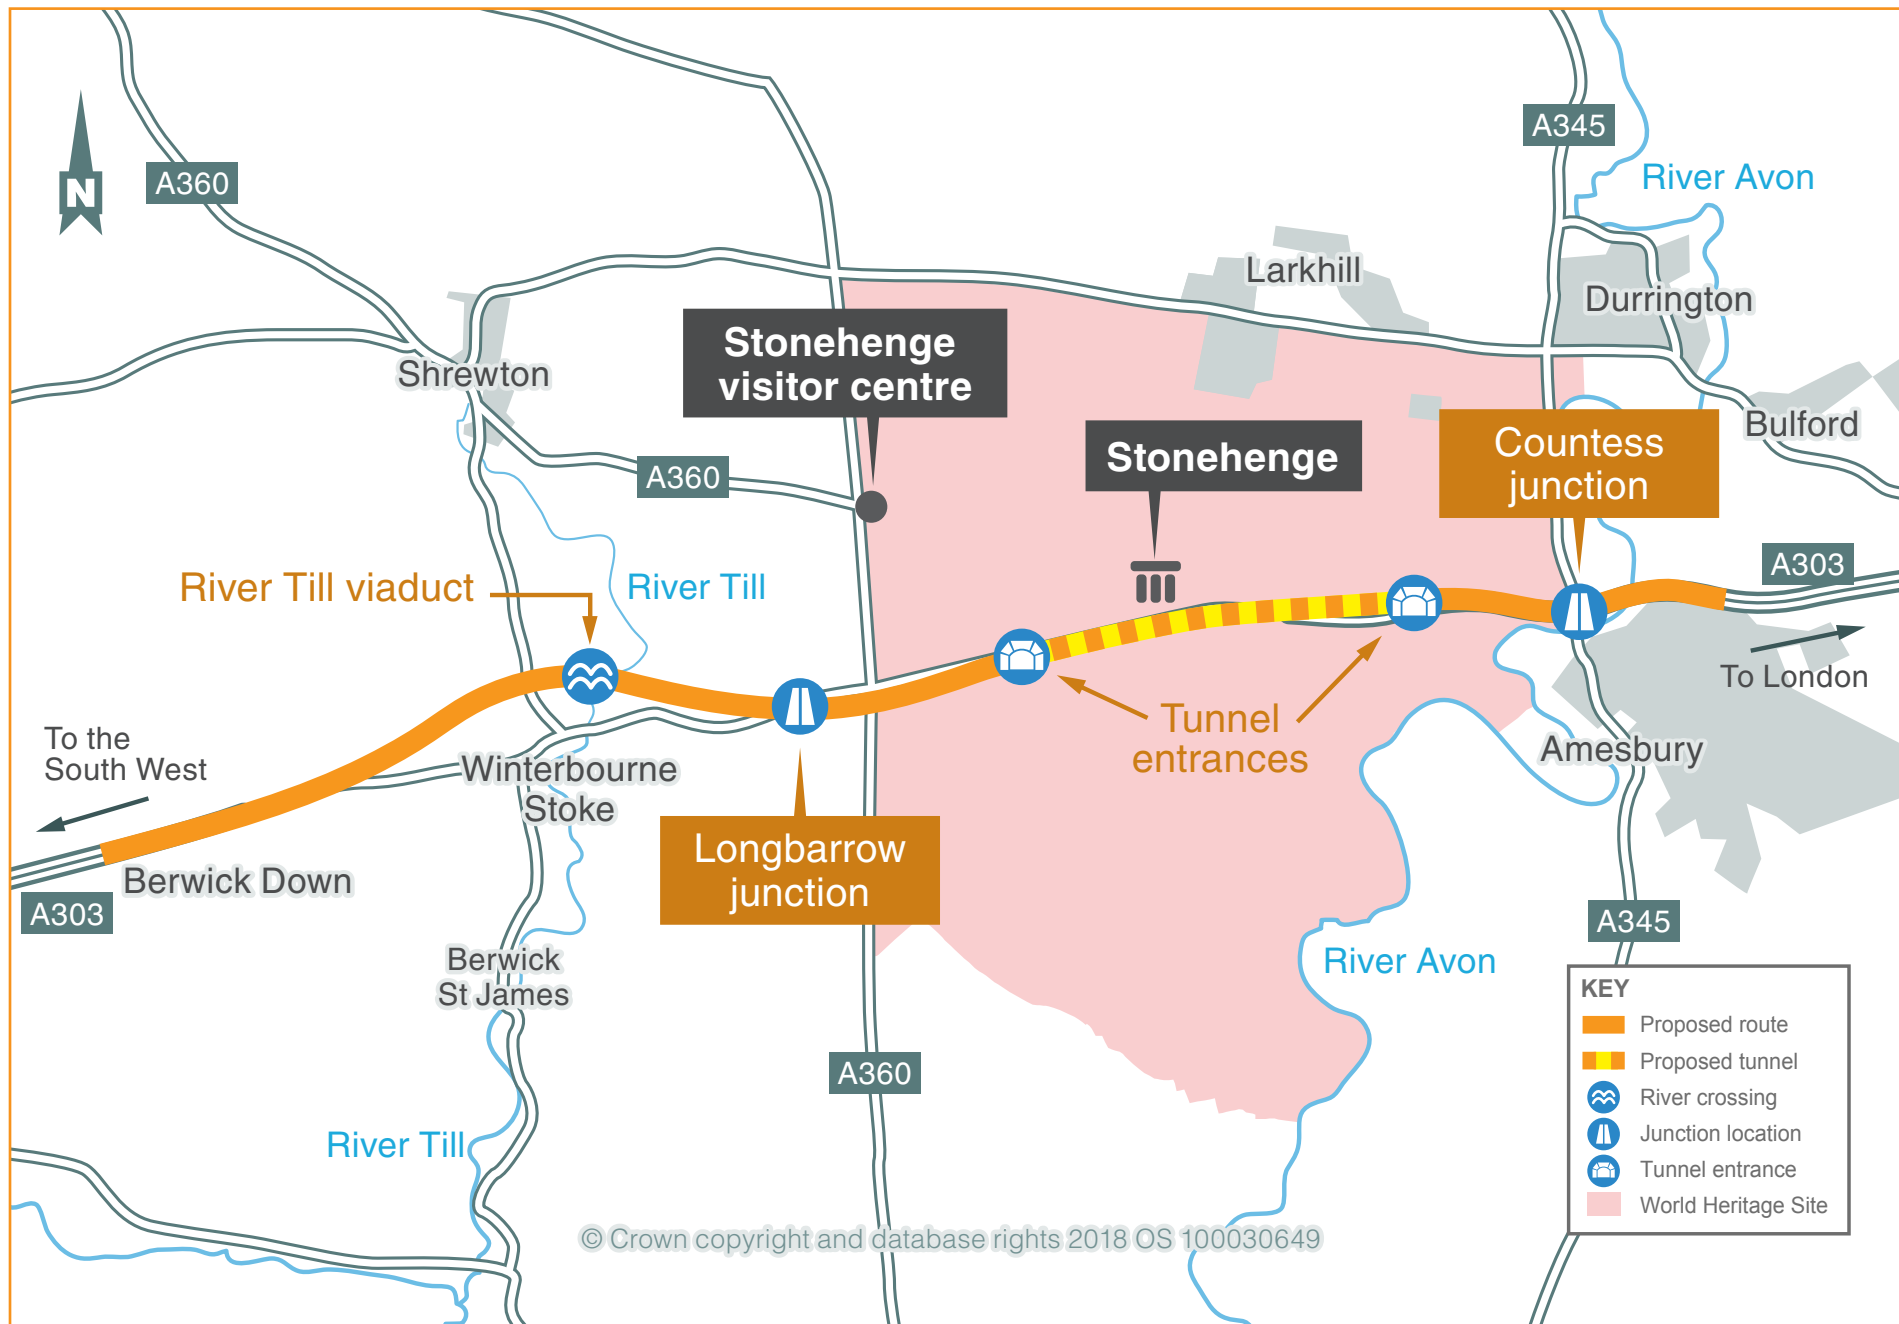 A345
River Avon
A360
N
Larkhill
Durrington
Stonehenge
visitor centre
Shrewton
Bulford
Countess
junction
Stonehenge
A360
A303
River Till viaduct
River Till
To London
Tunnel
entrances
To the
South West
Amesbury
Winterbourne
Stoke
Longbarrow
junction
Berwick Down
A303
A345
Berwick
St James
River Avon
A360
River Till
KEY
Proposed route
Proposed tunnel
River crossing
Junction location
Tunnel entrance
World Heritage Site
© Crown copyright and database rights 2018 OS 100030649